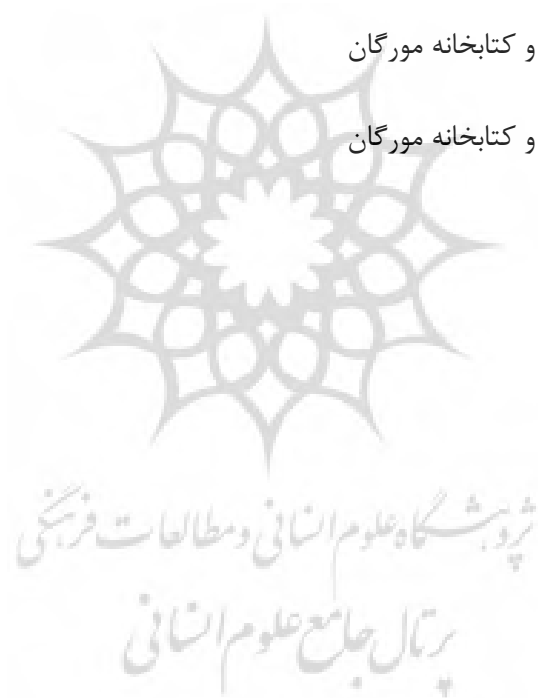 و کتابخانه مورگان
و کتابخانه مورگان
پژوهشگاه علوم انسانی و مطالعات فرهنگی
پرتال جامع علوم انسانی